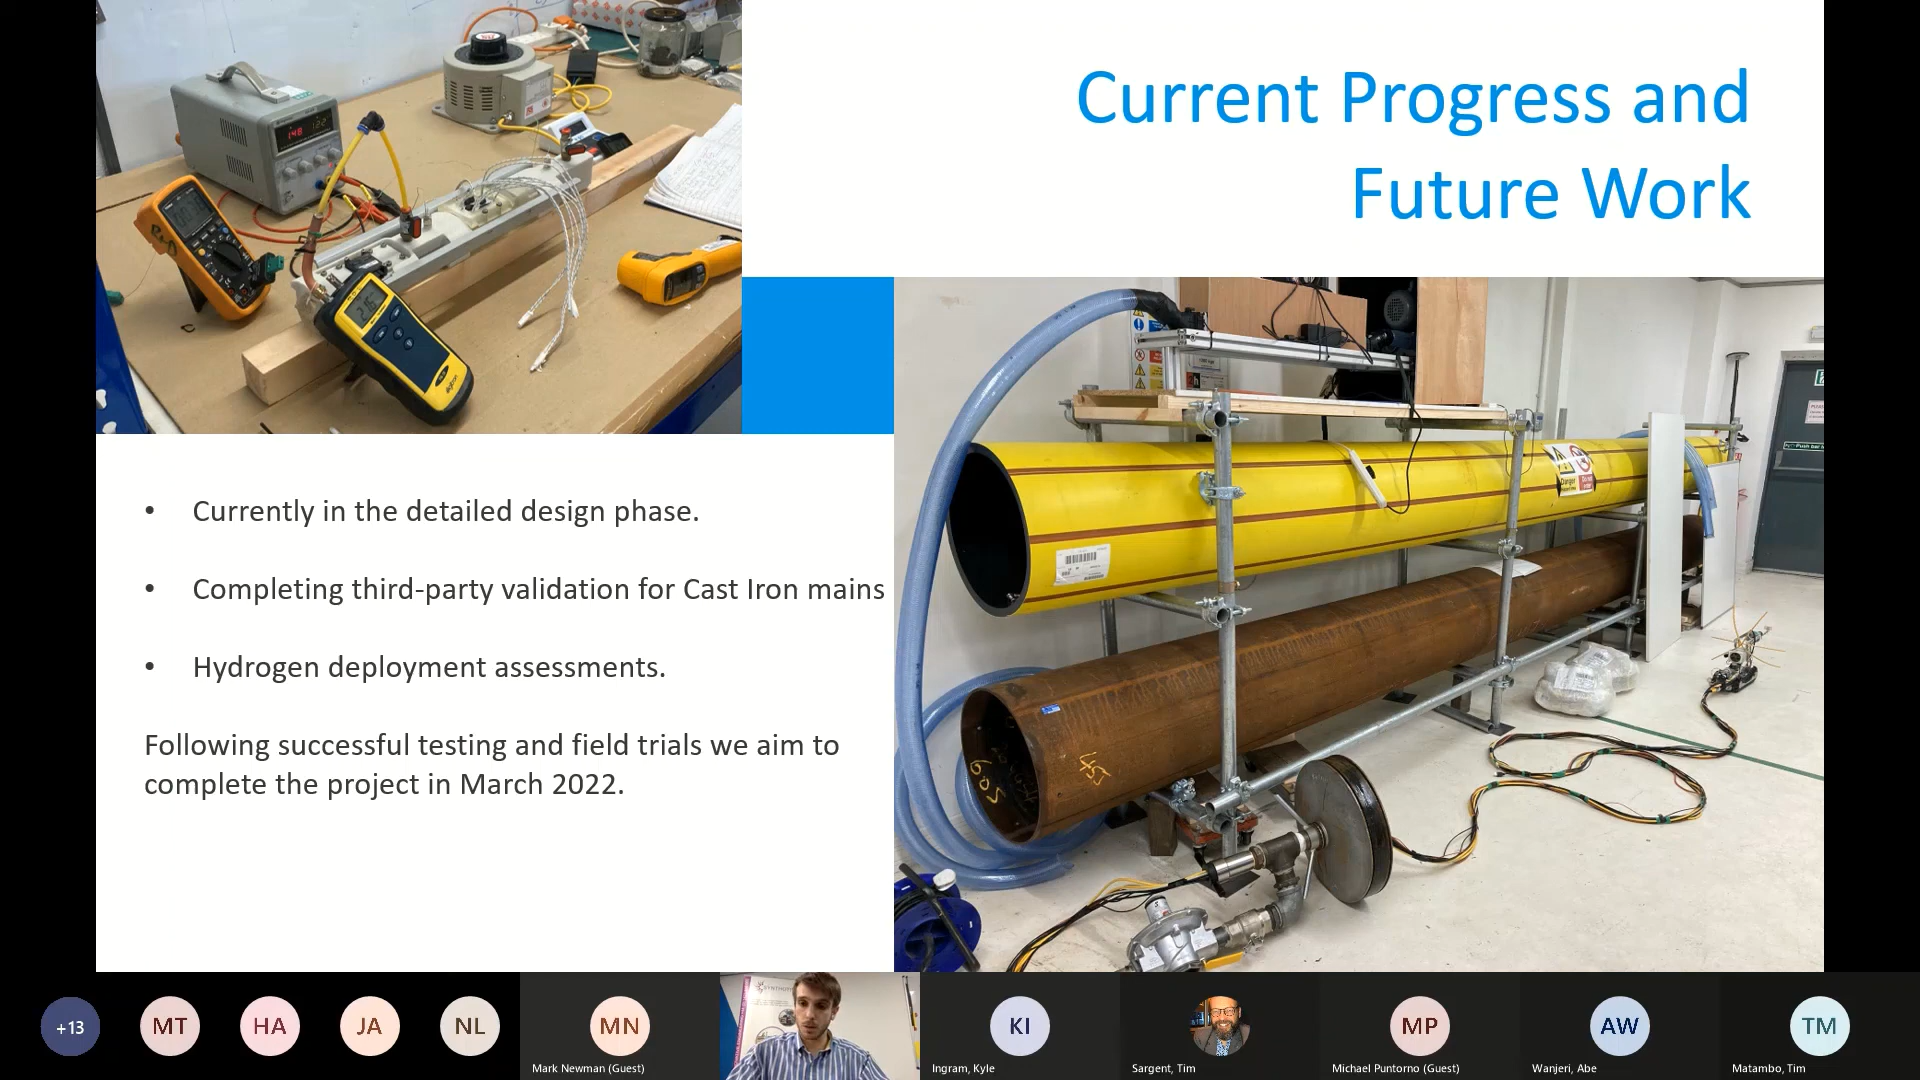 Current Progress and
Future Work
• Currently in the detailed design phase.
• Completing third-party validation for Cast Iron mains
• Hydrogen deployment assessments.
Following successful testing and field trials we aim to
complete the project in March 2022.
+13
MT
HA
JA
NL
MN
Mark Newman (Guest)
KI
Ingram, Kyle
Sargent, Tim
MP
Michael Puntorno (Guest)
AW
Wanjeri, Abe
TM
Matambo, Tim